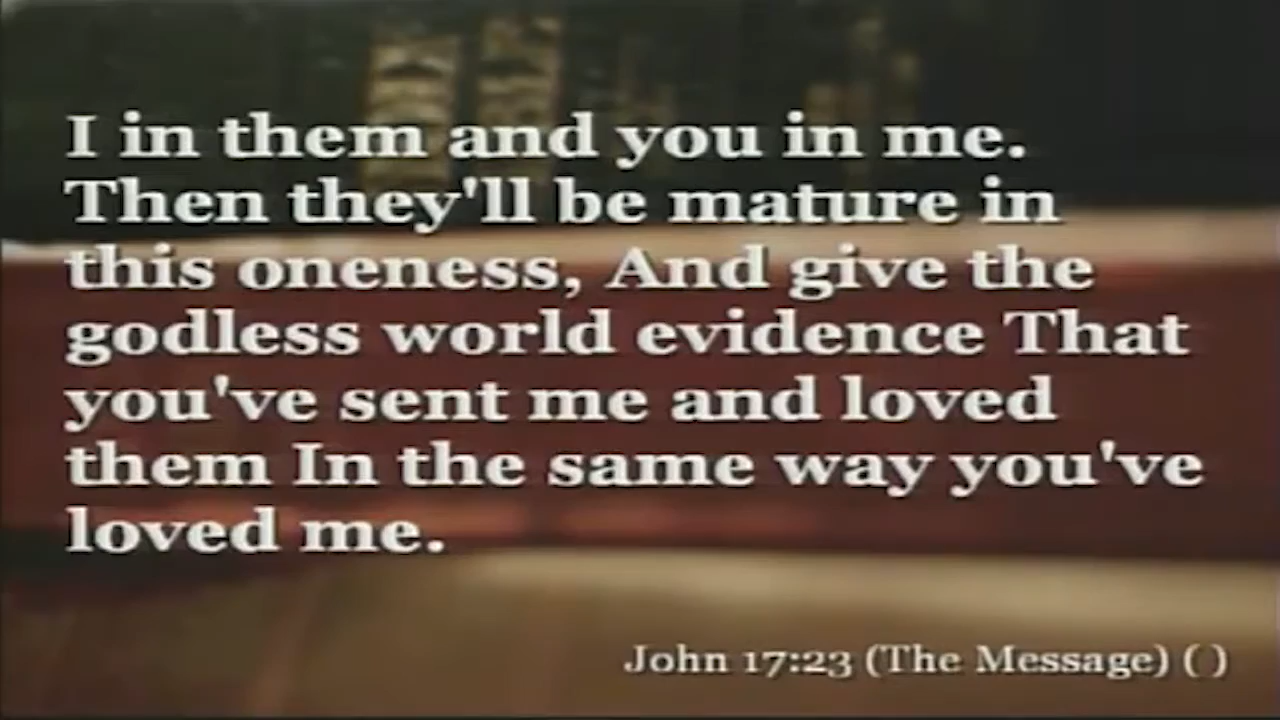 I in them and you in me.
Then they'll be mature in
this oneness, And give the
godless world evidence That
you've sent me and loved
them In the same way you've
loved me.
John 17:23 (The Message) ( )